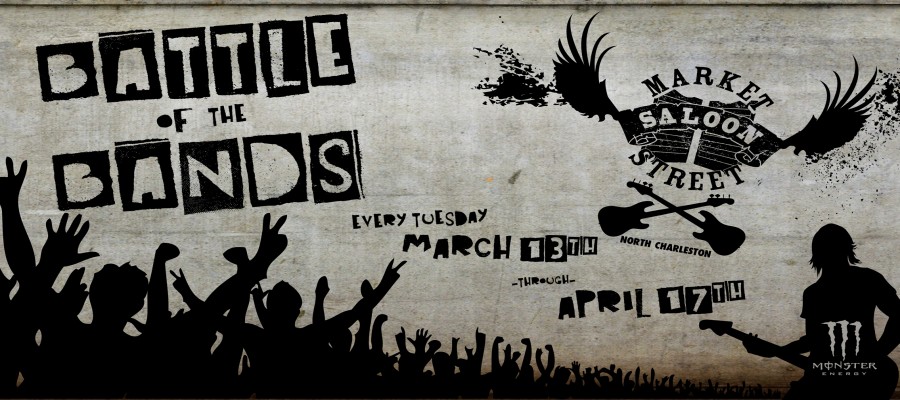 BATTLE
OF THE
BANDS
EVERY TUESDAY
MARCH 13TH
-THROUGH-
APRIL 17TH
MARKET
SALOON
STREET
NORTH CHARLESTON
MONSTER
ENERGY